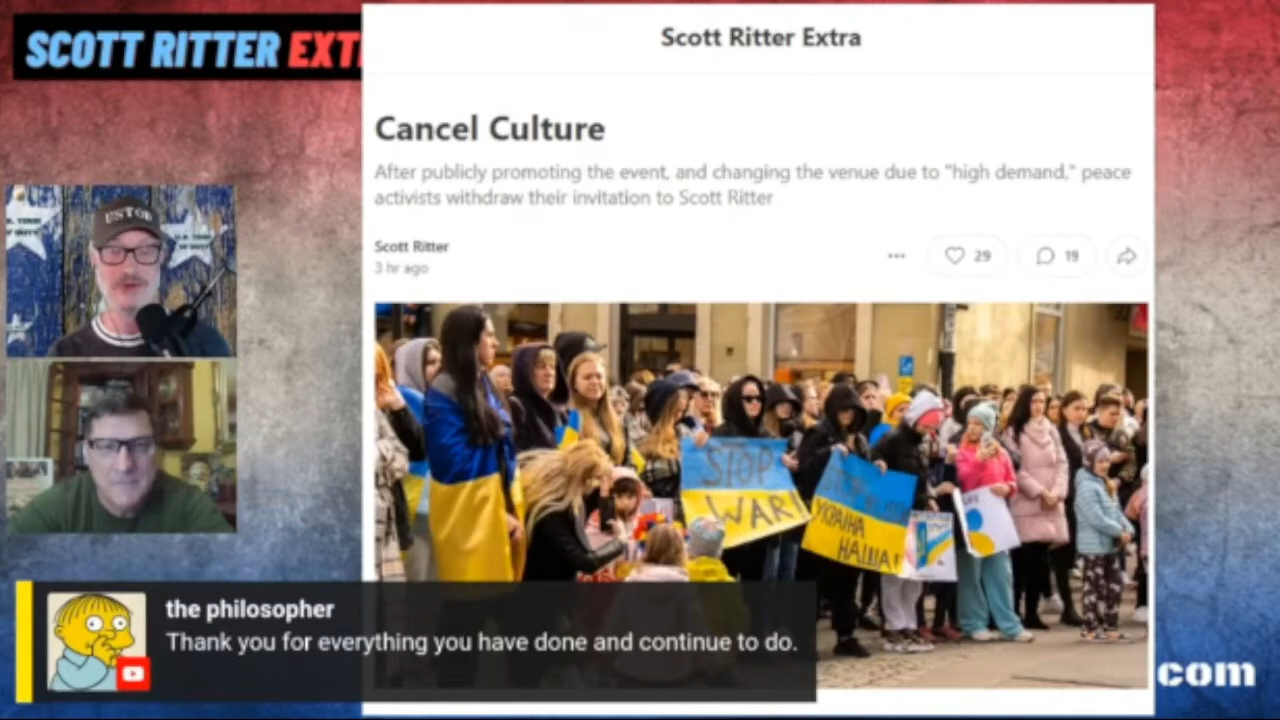 SCOTT RITTER EXT
Scott Ritter Extra
Cancel Culture
After publicly promoting the event, and changing the venue due to "high demand," peace
activists withdraw their invitation to Scott Ritter
Scott Ritter
3 hr ago
29
19
STOP
WAR!
УКРАЇНА
НАША!
the philosopher
Thank you for everything you have done and continue to do.
com